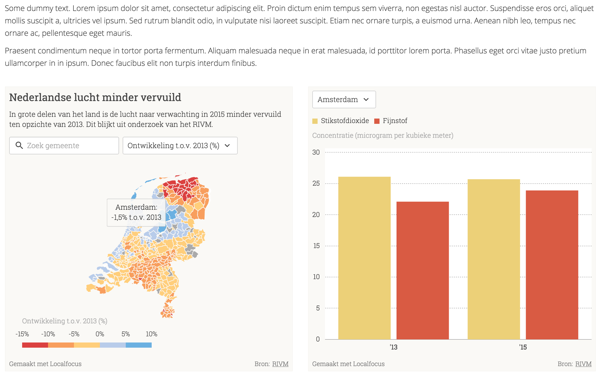 Some dummy text. Lorem ipsum dolor sit amet, consectetur adipiscing elit. Proin dictum enim tempus sem viverra, non egestas nisl auctor. Suspendisse eros orci, aliquet
mollis suscipit a, ultricies vel ipsum. Sed rutrum blandit odio, in vulputate nisi laoreet suscipit. Etiam nec ornare turpis, a euismod urna. Aenean nibh leo, tempus nec
ornare ac, pellentesque eget mauris.
Praesent condimentum neque in tortor porta fermentum. Aliquam malesuada neque in erat malesuada, id porttitor lorem porta. Phasellus eget orci vitae justo pretium
ullamcorper in in ipsum. Donec faucibus elit non turpis interdum finibus.
Nederlandse lucht minder vervuild
In grote delen van het land is de lucht naar verwachting in 2015 minder vervuild
ten opzichte van 2013. Dit blijkt uit onderzoek van het RIVM.
Zoek gemeente
Ontwikkeling t.o.v. 2013 (%)
Amsterdam:
-1,5% t.o.v. 2013
Ontwikkeling t.o.v. 2013 (%)
-15% -10% -5% 0% 5% 10%
Gemaakt met Localfocus
Bron: RIVM
Amsterdam
Stikstofdioxide Fijnstof
Concentratie (microgram per kubieke meter)
30
25
20
15
10
5
0
'13 '15
Gemaakt met Localfocus
Bron: RIVM